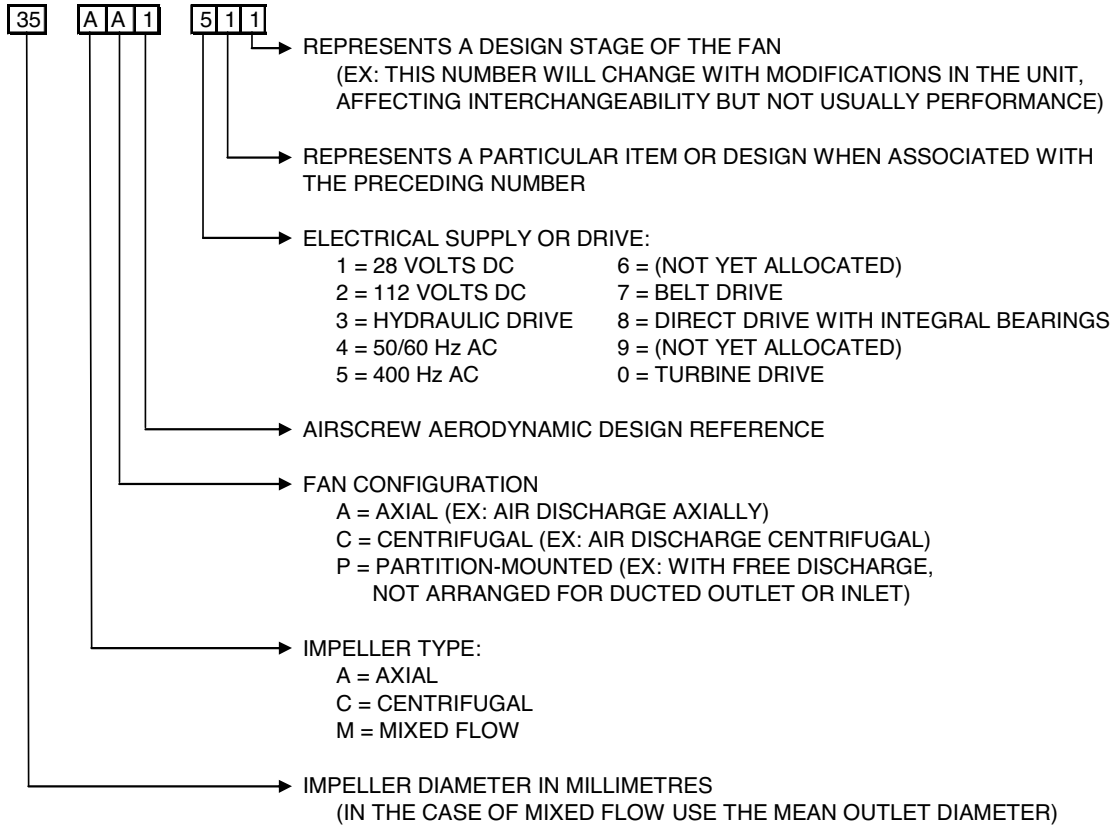 35 A A 1 5 1 1
REPRESENTS A DESIGN STAGE OF THE FAN
(EX: THIS NUMBER WILL CHANGE WITH MODIFICATIONS IN THE UNIT,
AFFECTING INTERCHANGEABILITY BUT NOT USUALLY PERFORMANCE)
REPRESENTS A PARTICULAR ITEM OR DESIGN WHEN ASSOCIATED WITH
THE PRECEDING NUMBER
ELECTRICAL SUPPLY OR DRIVE:
1 = 28 VOLTS DC 6 = (NOT YET ALLOCATED)
2 = 112 VOLTS DC 7 = BELT DRIVE
3 = HYDRAULIC DRIVE 8 = DIRECT DRIVE WITH INTEGRAL BEARINGS
4 = 50/60 Hz AC 9 = (NOT YET ALLOCATED)
5 = 400 Hz AC 0 = TURBINE DRIVE
AIRSCREW AERODYNAMIC DESIGN REFERENCE
FAN CONFIGURATION
A = AXIAL (EX: AIR DISCHARGE AXIALLY)
C = CENTRIFUGAL (EX: AIR DISCHARGE CENTRIFUGAL)
P = PARTITION-MOUNTED (EX: WITH FREE DISCHARGE,
NOT ARRANGED FOR DUCTED OUTLET OR INLET)
IMPELLER TYPE:
A = AXIAL
C = CENTRIFUGAL
M = MIXED FLOW
IMPELLER DIAMETER IN MILLIMETRES
(IN THE CASE OF MIXED FLOW USE THE MEAN OUTLET DIAMETER)